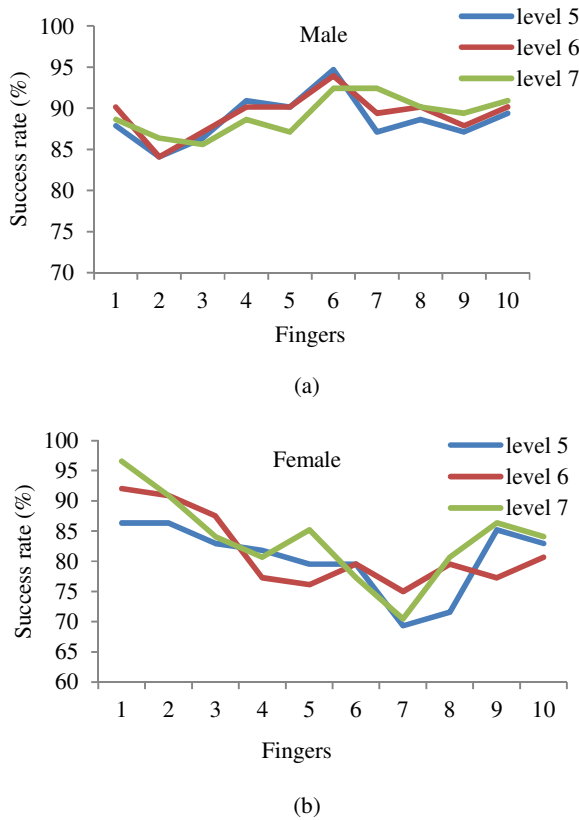 Male
level 5
level 6
level 7
Success rate (%)
100
95
90
85
80
75
70
1 2 3 4 5 6 7 8 9 10
Fingers
(a)
Female
level 5
level 6
level 7
Success rate (%)
100
95
90
85
80
75
70
65
60
1 2 3 4 5 6 7 8 9 10
Fingers
(b)